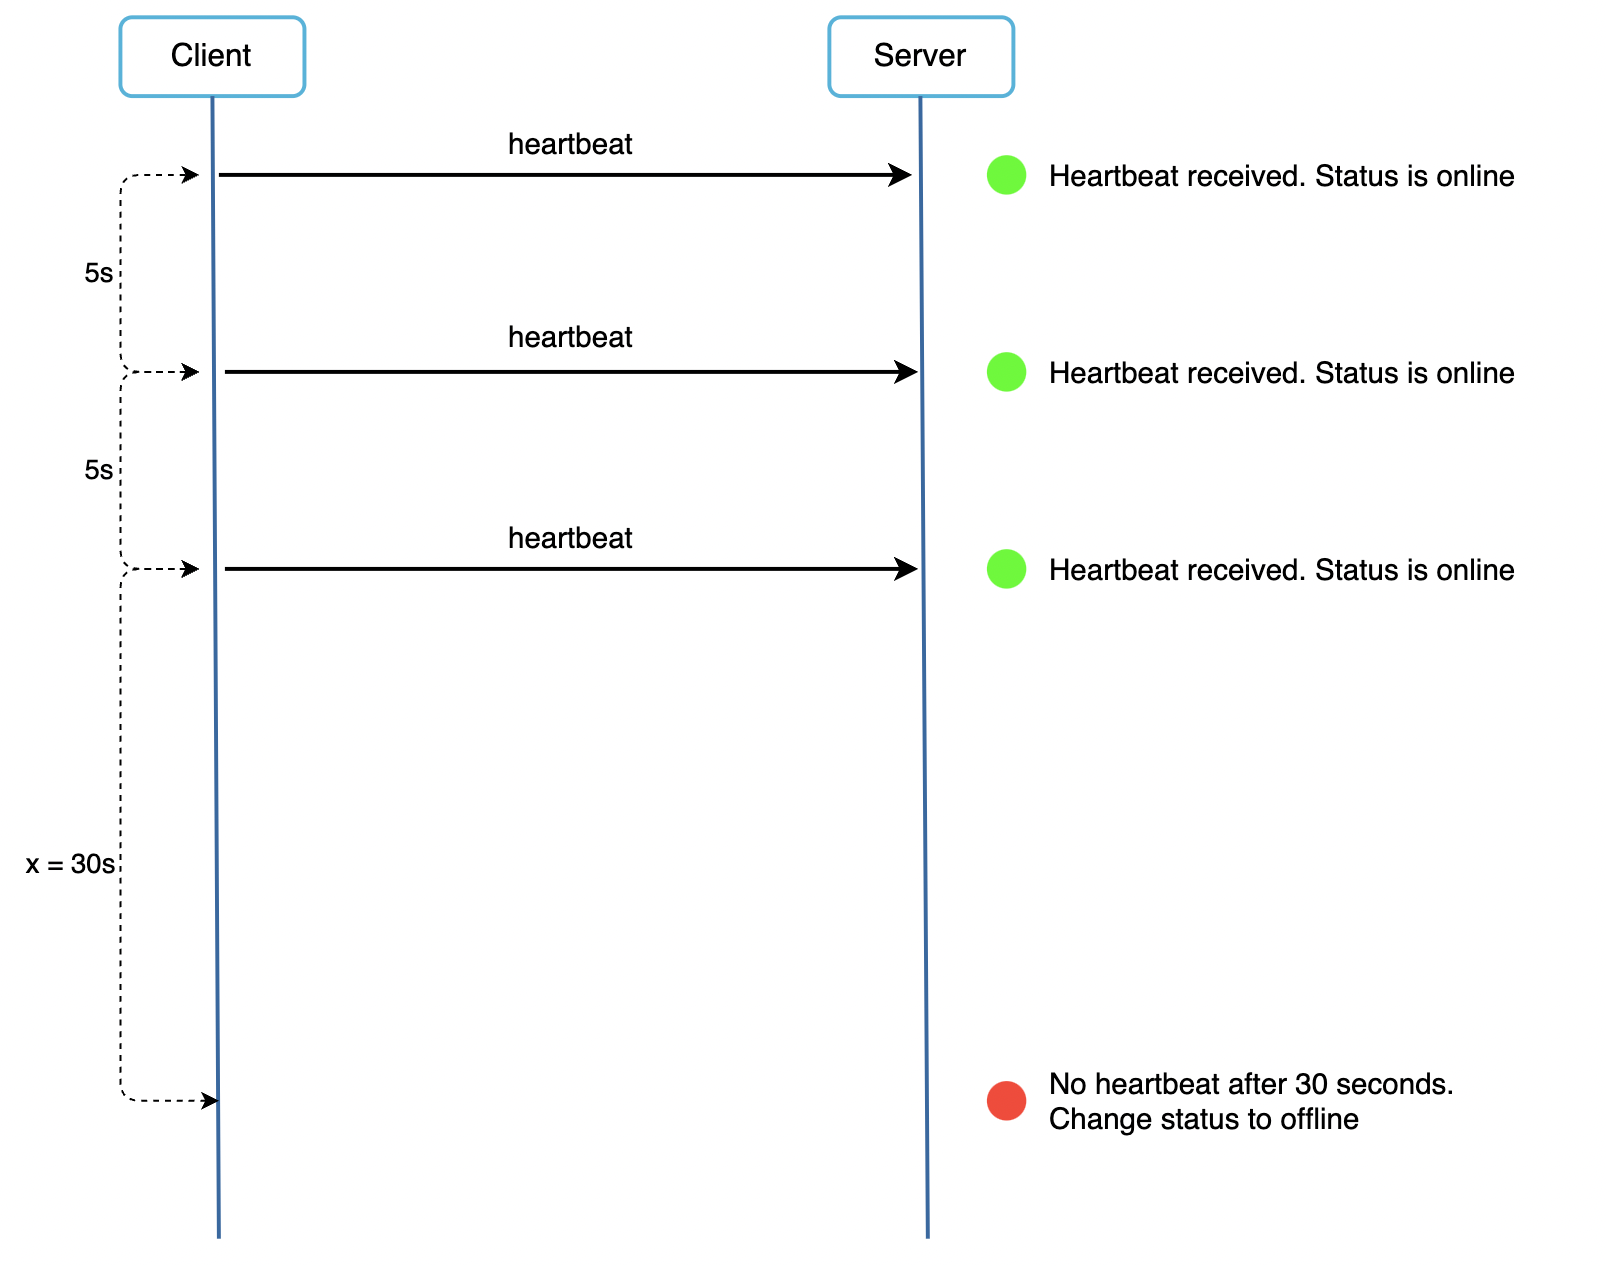 Client
Server
heartbeat
Heartbeat received. Status is online
5s
heartbeat
Heartbeat received. Status is online
5s
heartbeat
Heartbeat received. Status is online
x = 30s
No heartbeat after 30 seconds.
Change status to offline